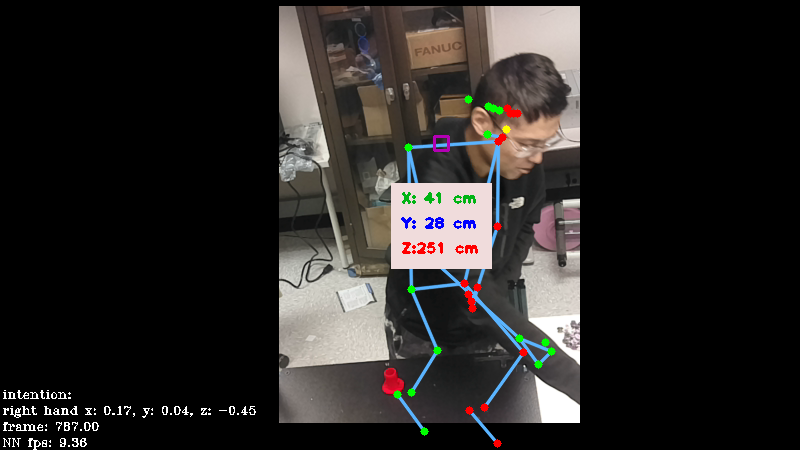 FANUC
X: 41 cm
Y: 28 cm
Z:251 cm
intention:
right hand x: 0.17, y: 0.04, z: -0.45
frame: 787.00
NN fps: 9.36